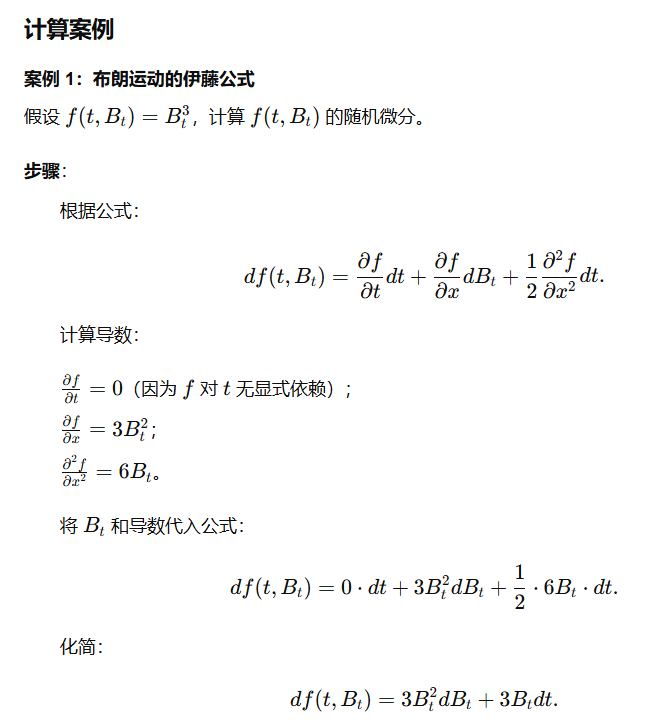 计算案例
案例 1：布朗运动的伊藤公式
假设 $f(t, B_t) = B_t^3$，计算 $f(t, B_t)$ 的随机微分。
步骤：
根据公式：
$df(t, B_t) = \frac{\partial f}{\partial t} dt + \frac{\partial f}{\partial x} dB_t + \frac{1}{2} \frac{\partial^2 f}{\partial x^2} dt.$
计算导数：
$\frac{\partial f}{\partial t} = 0$（因为 $f$ 对 $t$ 无显式依赖）；
$\frac{\partial f}{\partial x} = 3B_t^2$；
$\frac{\partial^2 f}{\partial x^2} = 6B_t$。
将 $B_t$ 和导数代入公式：
$df(t, B_t) = 0 \cdot dt + 3B_t^2 dB_t + \frac{1}{2} \cdot 6B_t \cdot dt.$
化简：
$df(t, B_t) = 3B_t^2 dB_t + 3B_t dt.$